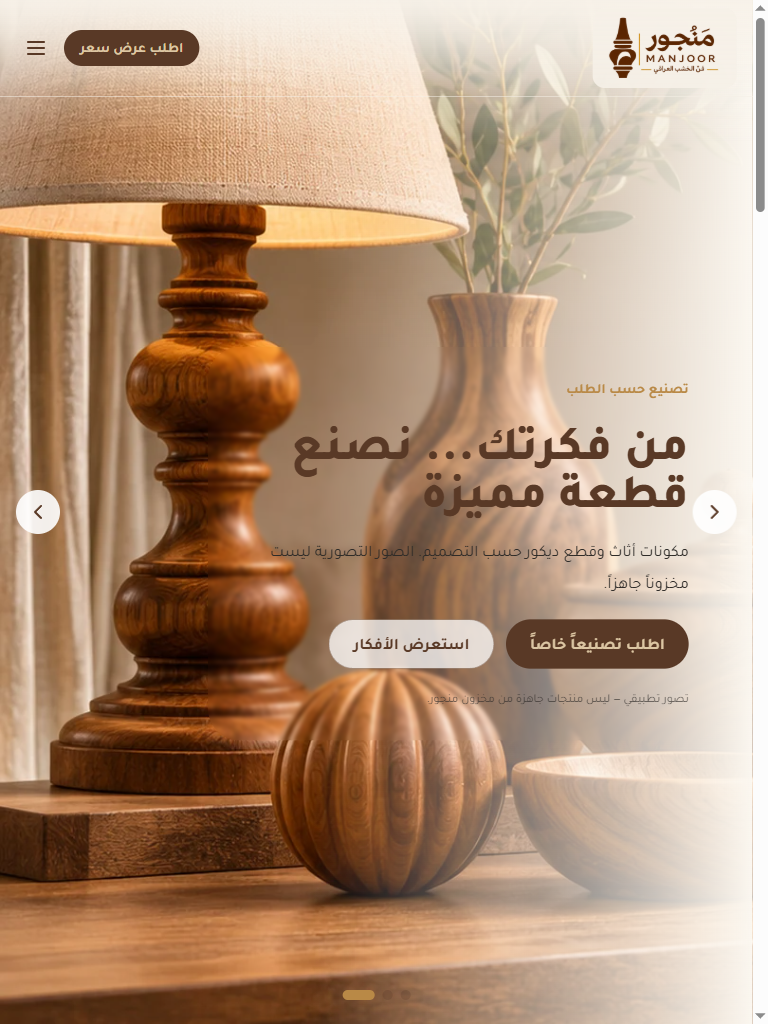 مَنْجور
MANJOOR
فنّ الخشب العراقي
اطلب عرض سعر
تصنيع حسب الطلب
من فكرتك... نصنع
قطعة مميزة
مكونات أثاث وقطع ديكور حسب التصميم. الصور التصورية ليست
مخزوناً جاهزاً.
اطلب تصنيعاً خاصاً
استعرض الأفكار
تصور تطبيقي — ليس منتجات جاهزة من مخزون منجور.